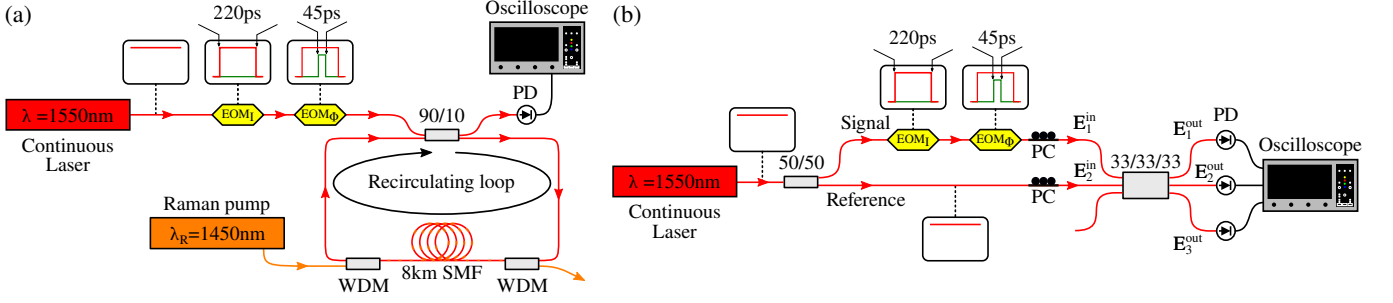 (a)
220ps
45ps
Oscilloscope
λ =1550nm
EOM_I
EOM_Φ
90/10
PD
Continuous
Laser
Recirculating loop
Raman pump
λ_R=1450nm
8km SMF
WDM
WDM
(b)
220ps
45ps
Signal
EOM_I
EOM_Φ
PC
E_1^in
E_1^out
PD
Oscilloscope
50/50
33/33/33
λ =1550nm
E_2^in
E_2^out
Continuous
Laser
Reference
PC
E_3^out